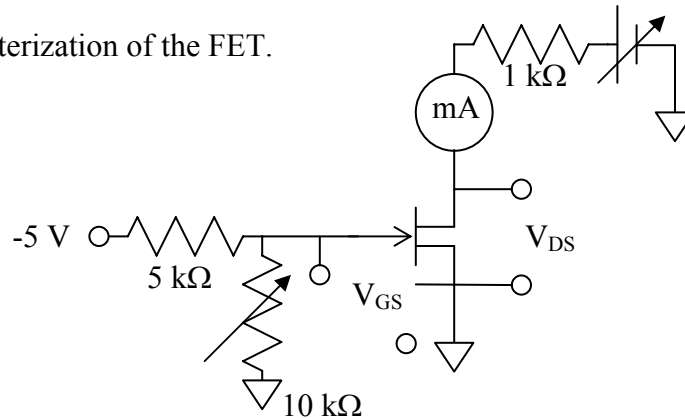 terization of the FET.
1 kΩ
mA
-5 V
5 kΩ
V_DS
V_GS
10 kΩ